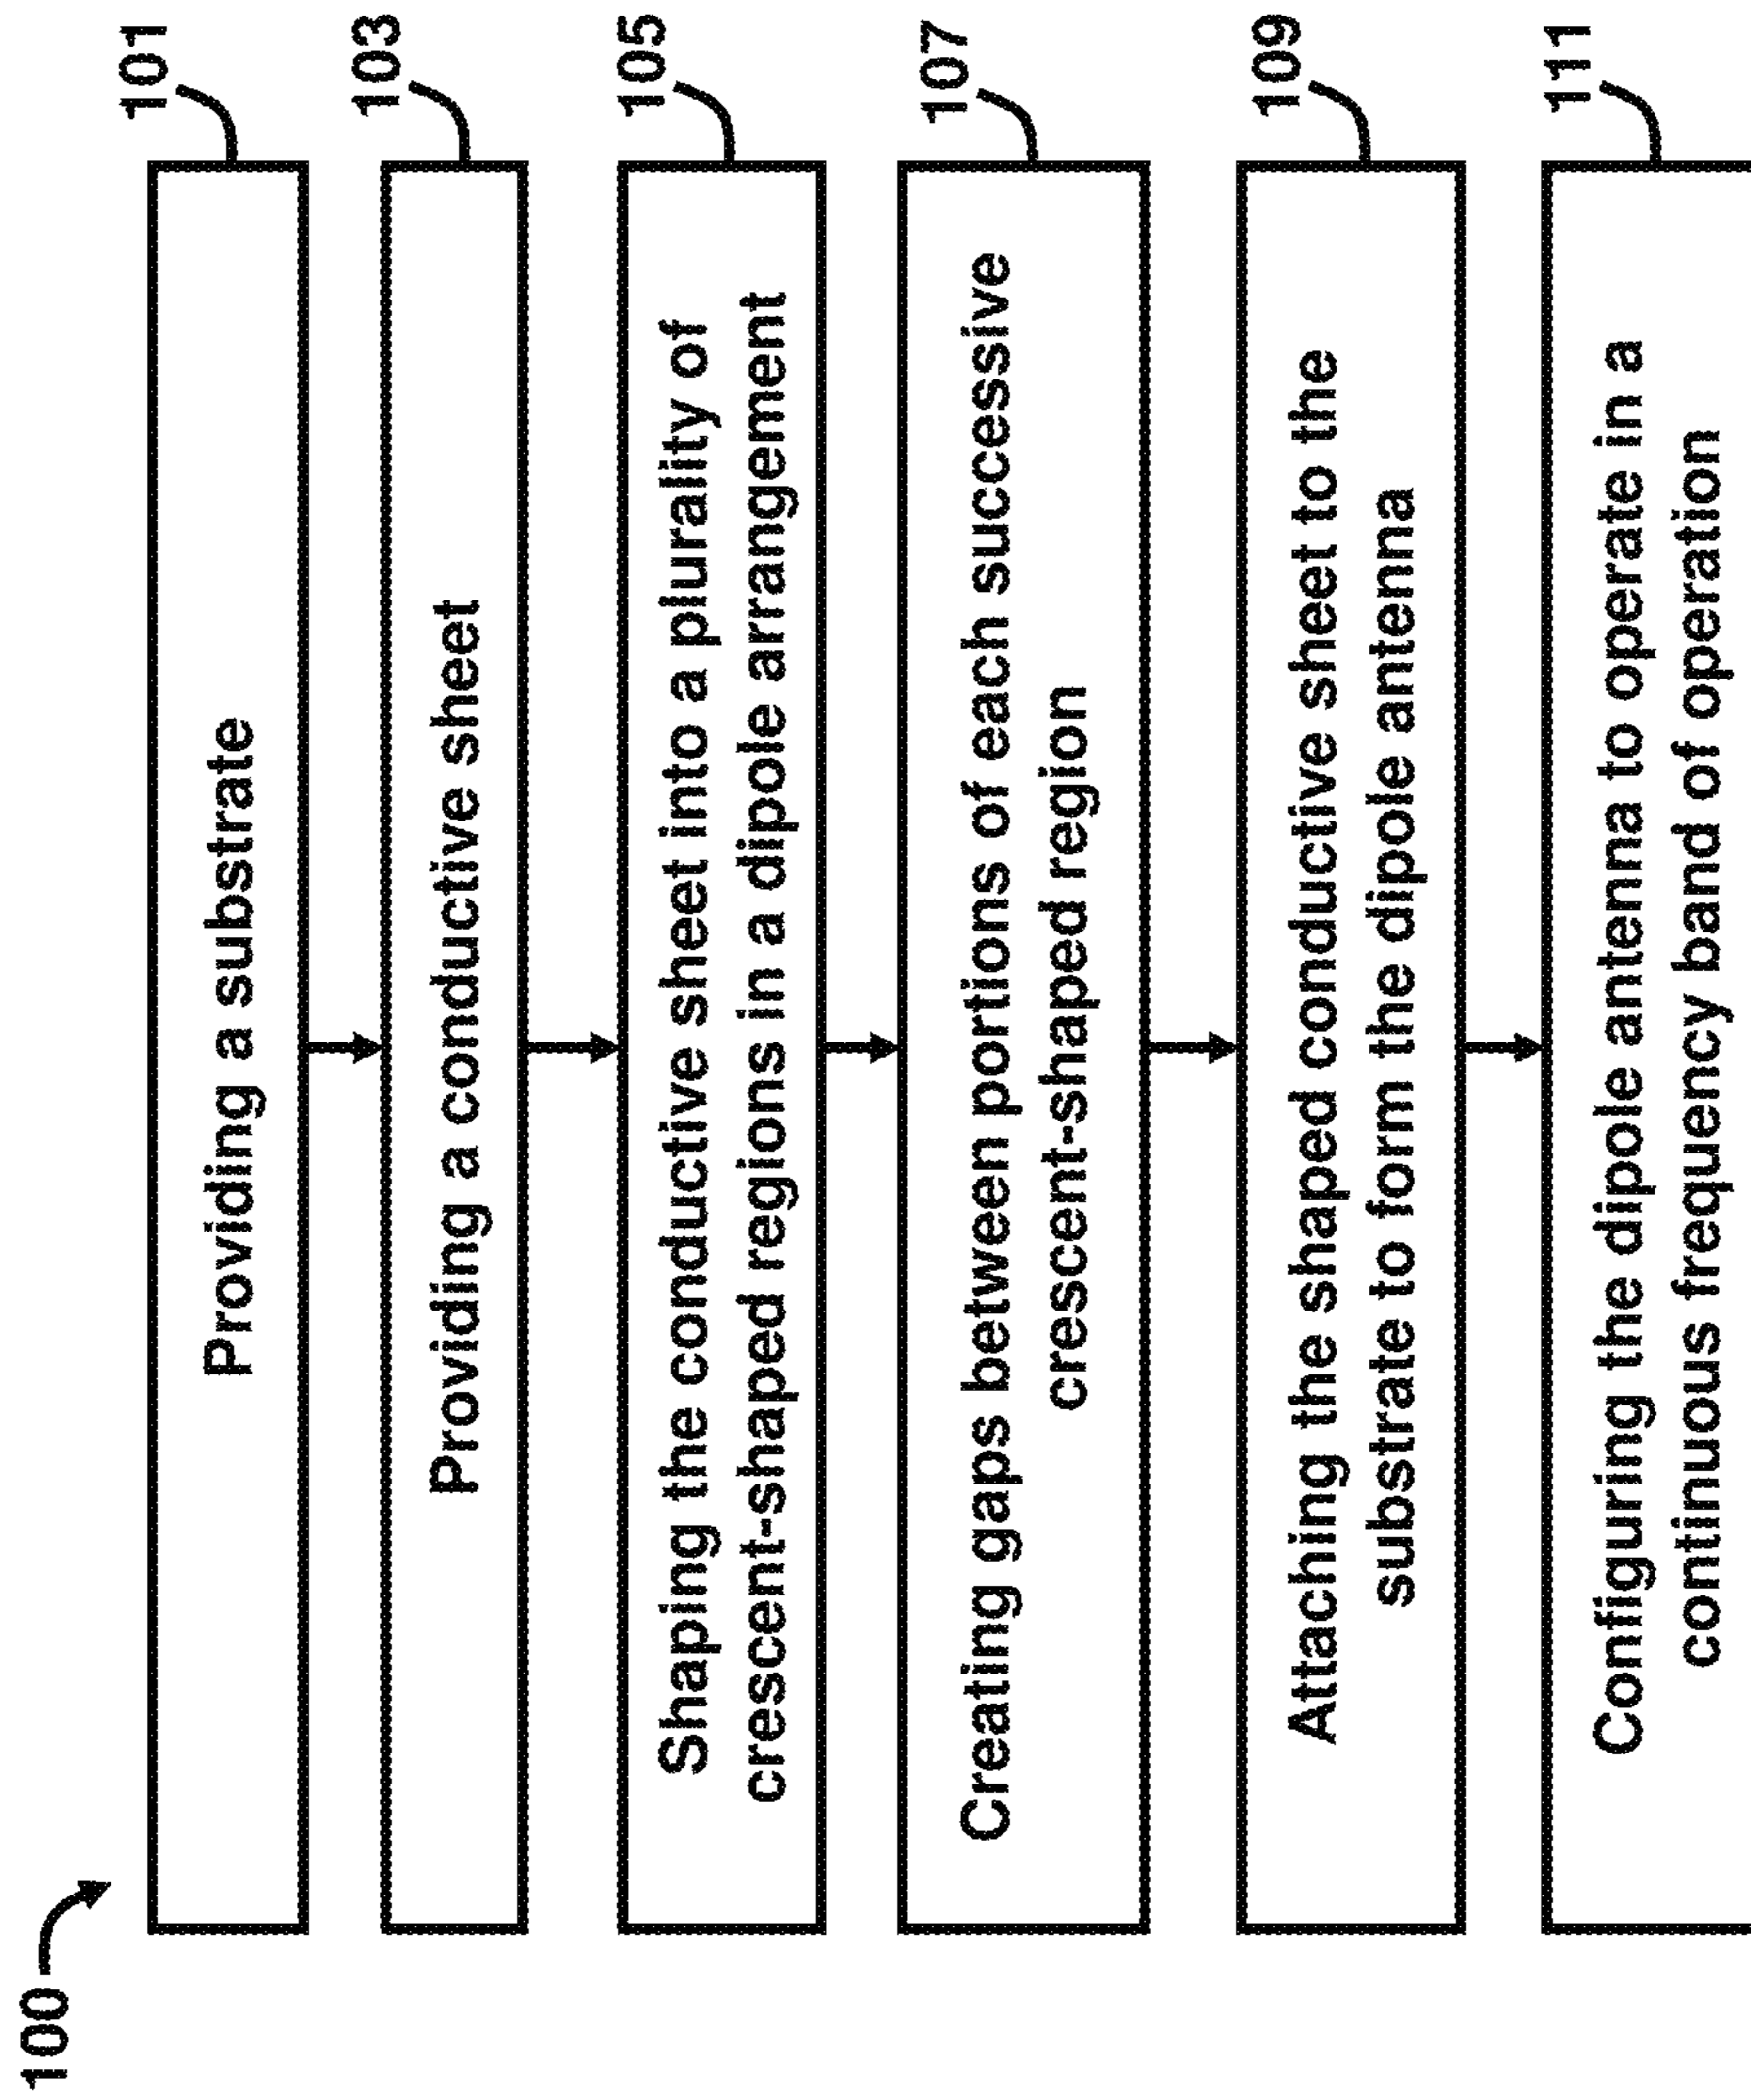 100
101
Providing a substrate
103
Providing a conductive sheet
105
Shaping the conductive sheet into a plurality of
crescent-shaped regions in a dipole arrangement
107
Creating gaps between portions of each successive
crescent-shaped region
109
Attaching the shaped conductive sheet to the
substrate to form the dipole antenna
111
Configuring the dipole antenna to operate in a
continuous frequency band of operation